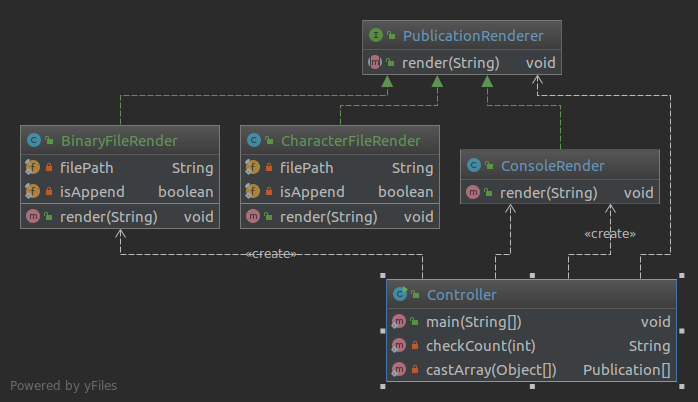 PublicationRenderer
render(String) void
BinaryFileRender
filePath String
isAppend boolean
render(String) void
CharacterFileRender
filePath String
isAppend boolean
render(String) void
ConsoleRender
render(String) void
«create»
«create»
Controller
main(String[]) void
checkCount(int) String
castArray(Object[]) Publication[]
Powered by yFiles